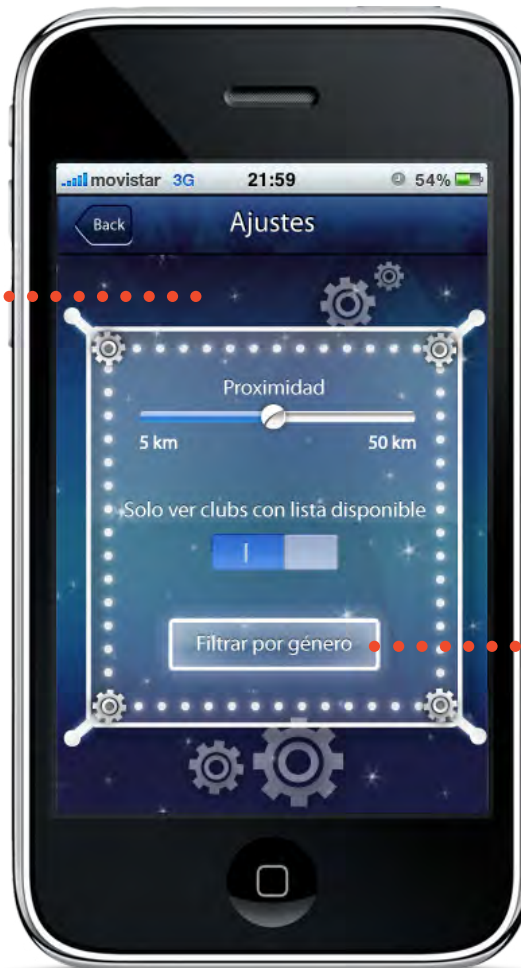 movistar 3G 21:59 54%
Back Ajustes
Proximidad
5 km 50 km
Solo ver clubs con lista disponible
Filtrar por género